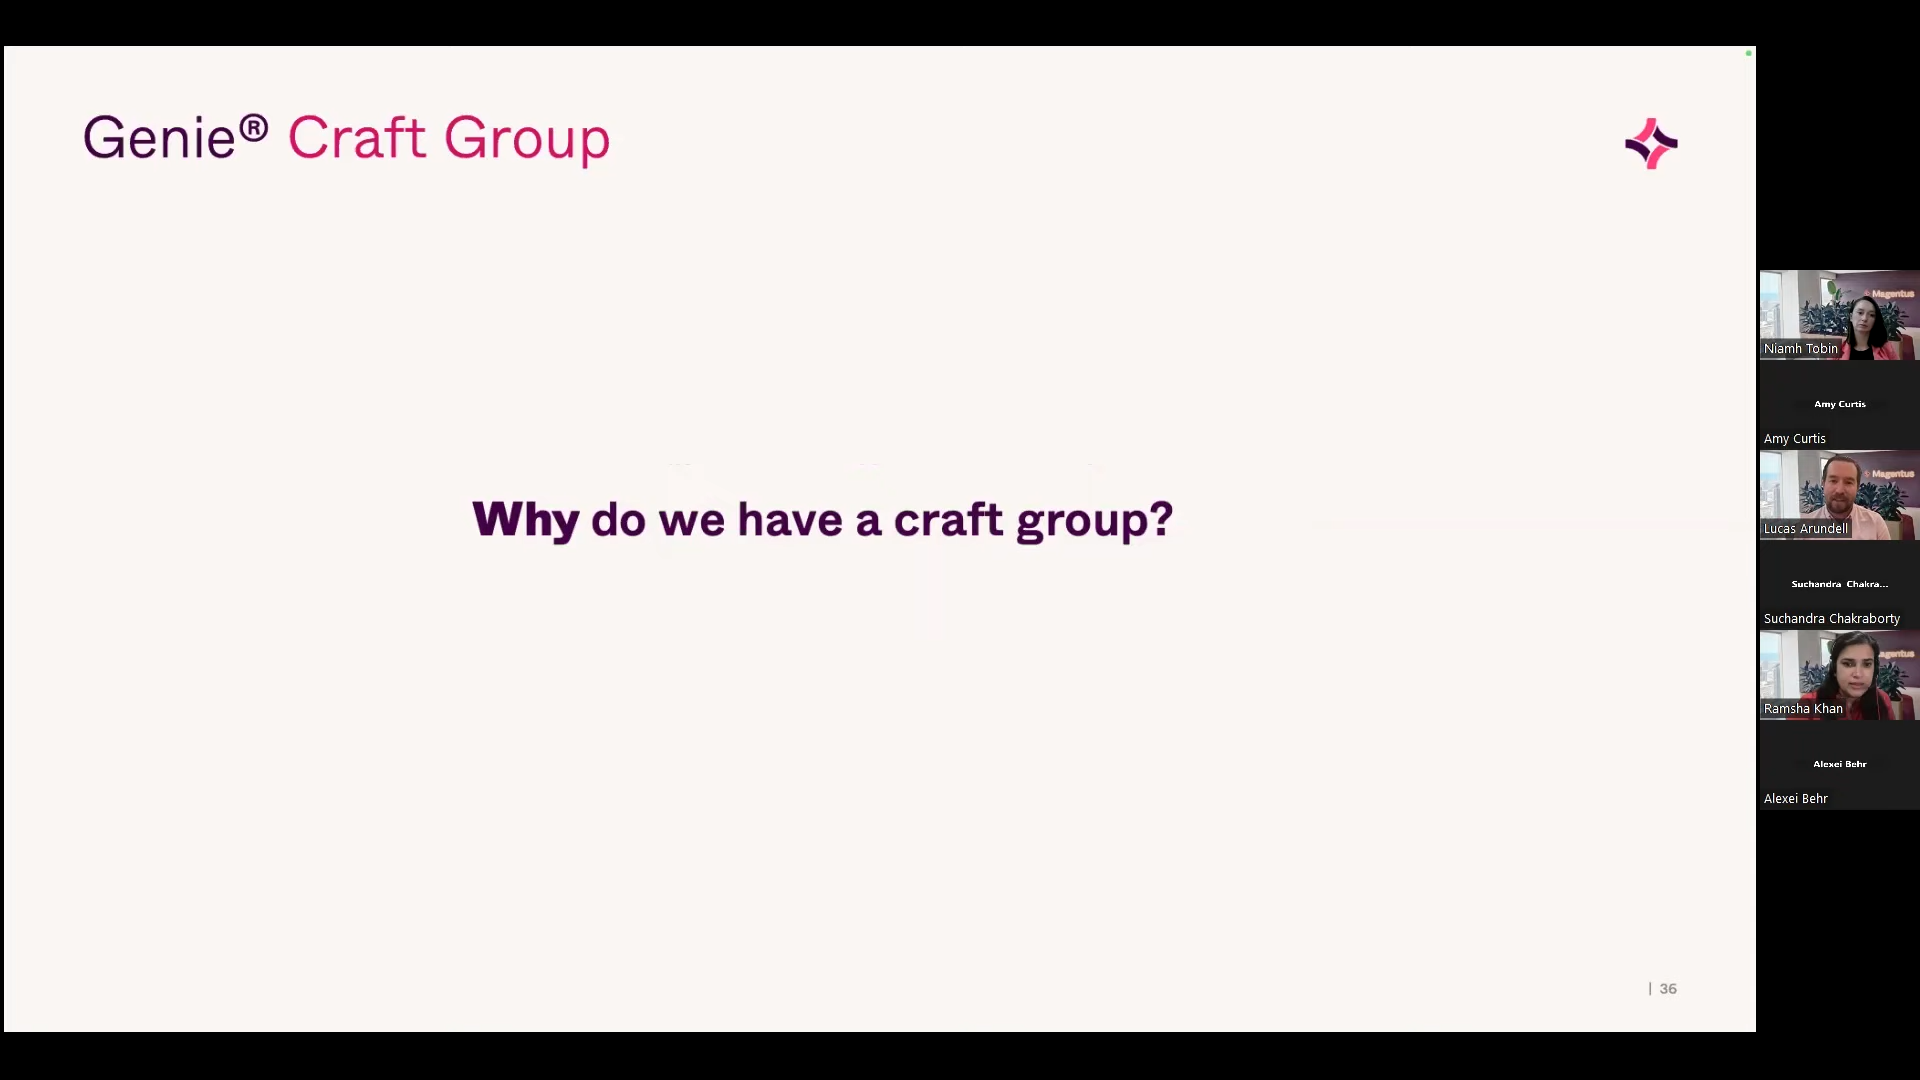 Genie® Craft Group
Why do we have a craft group?
| 36
Magentus
Niamh Tobin
Amy Curtis
Amy Curtis
Magentus
Lucas Arundell
Suchandra Chakra...
Suchandra Chakraborty
agentus
Ramsha Khan
Alexei Behr
Alexei Behr